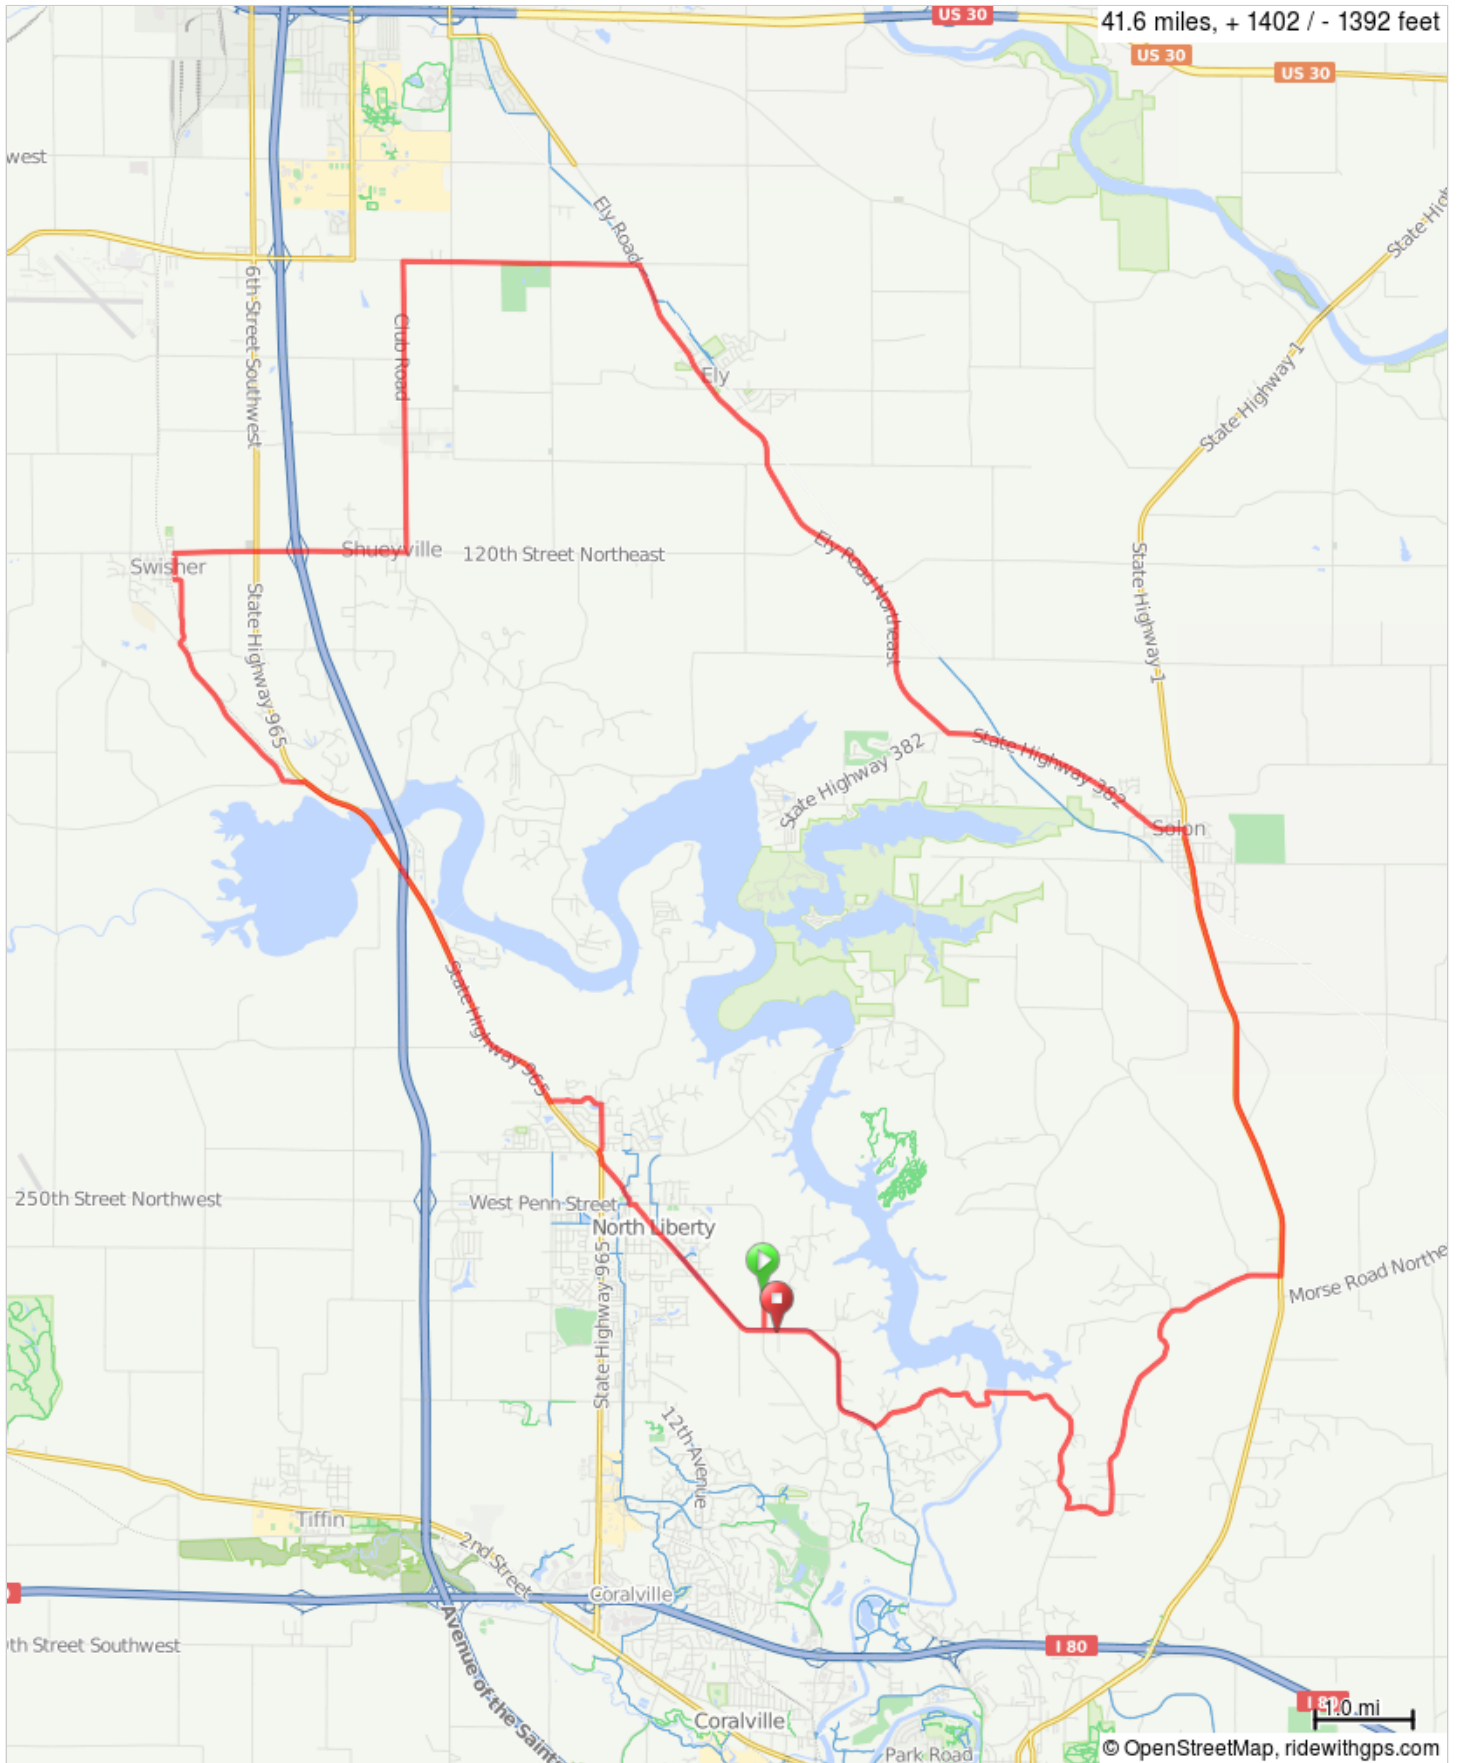 US 30
41.6 miles, + 1402 / - 1392 feet
US 30
US 30
west
Ely Road
State High
6th Street Southwest
Club Road
Ely
State Highway 1
Shueyville
120th Street Northeast
Swisher
Ely Road Northeast
State Highway 1
State Highway 965
State Highway 382
State Highway 382
Solon
State Highway 965
250th Street Northwest
West Penn Street
North Liberty
State Highway 965
Morse Road Northe
12th Avenue
Tiffin
2nd Street
Coralville
Avenue of the Saints
th Street Southwest
I 80
I 80
1.0 mi
Coralville
Park Road
© OpenStreetMap, ridewithgps.com